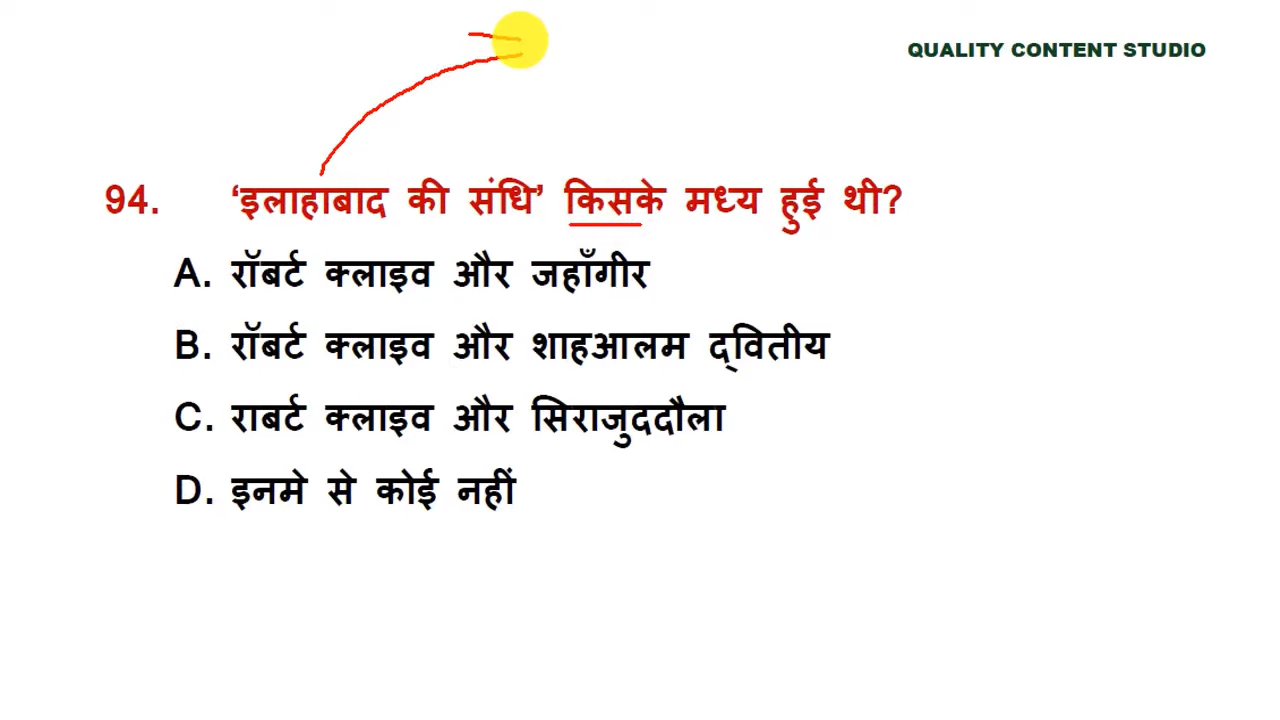 QUALITY CONTENT STUDIO
94. ‘इलाहाबाद की संधि’ किसके मध्य हुई थी?
A. रॉबर्ट क्लाइव और जहाँगीर
B. रॉबर्ट क्लाइव और शाहआलम द्वितीय
C. राबर्ट क्लाइव और सिराजुददौला
D. इनमे से कोई नहीं